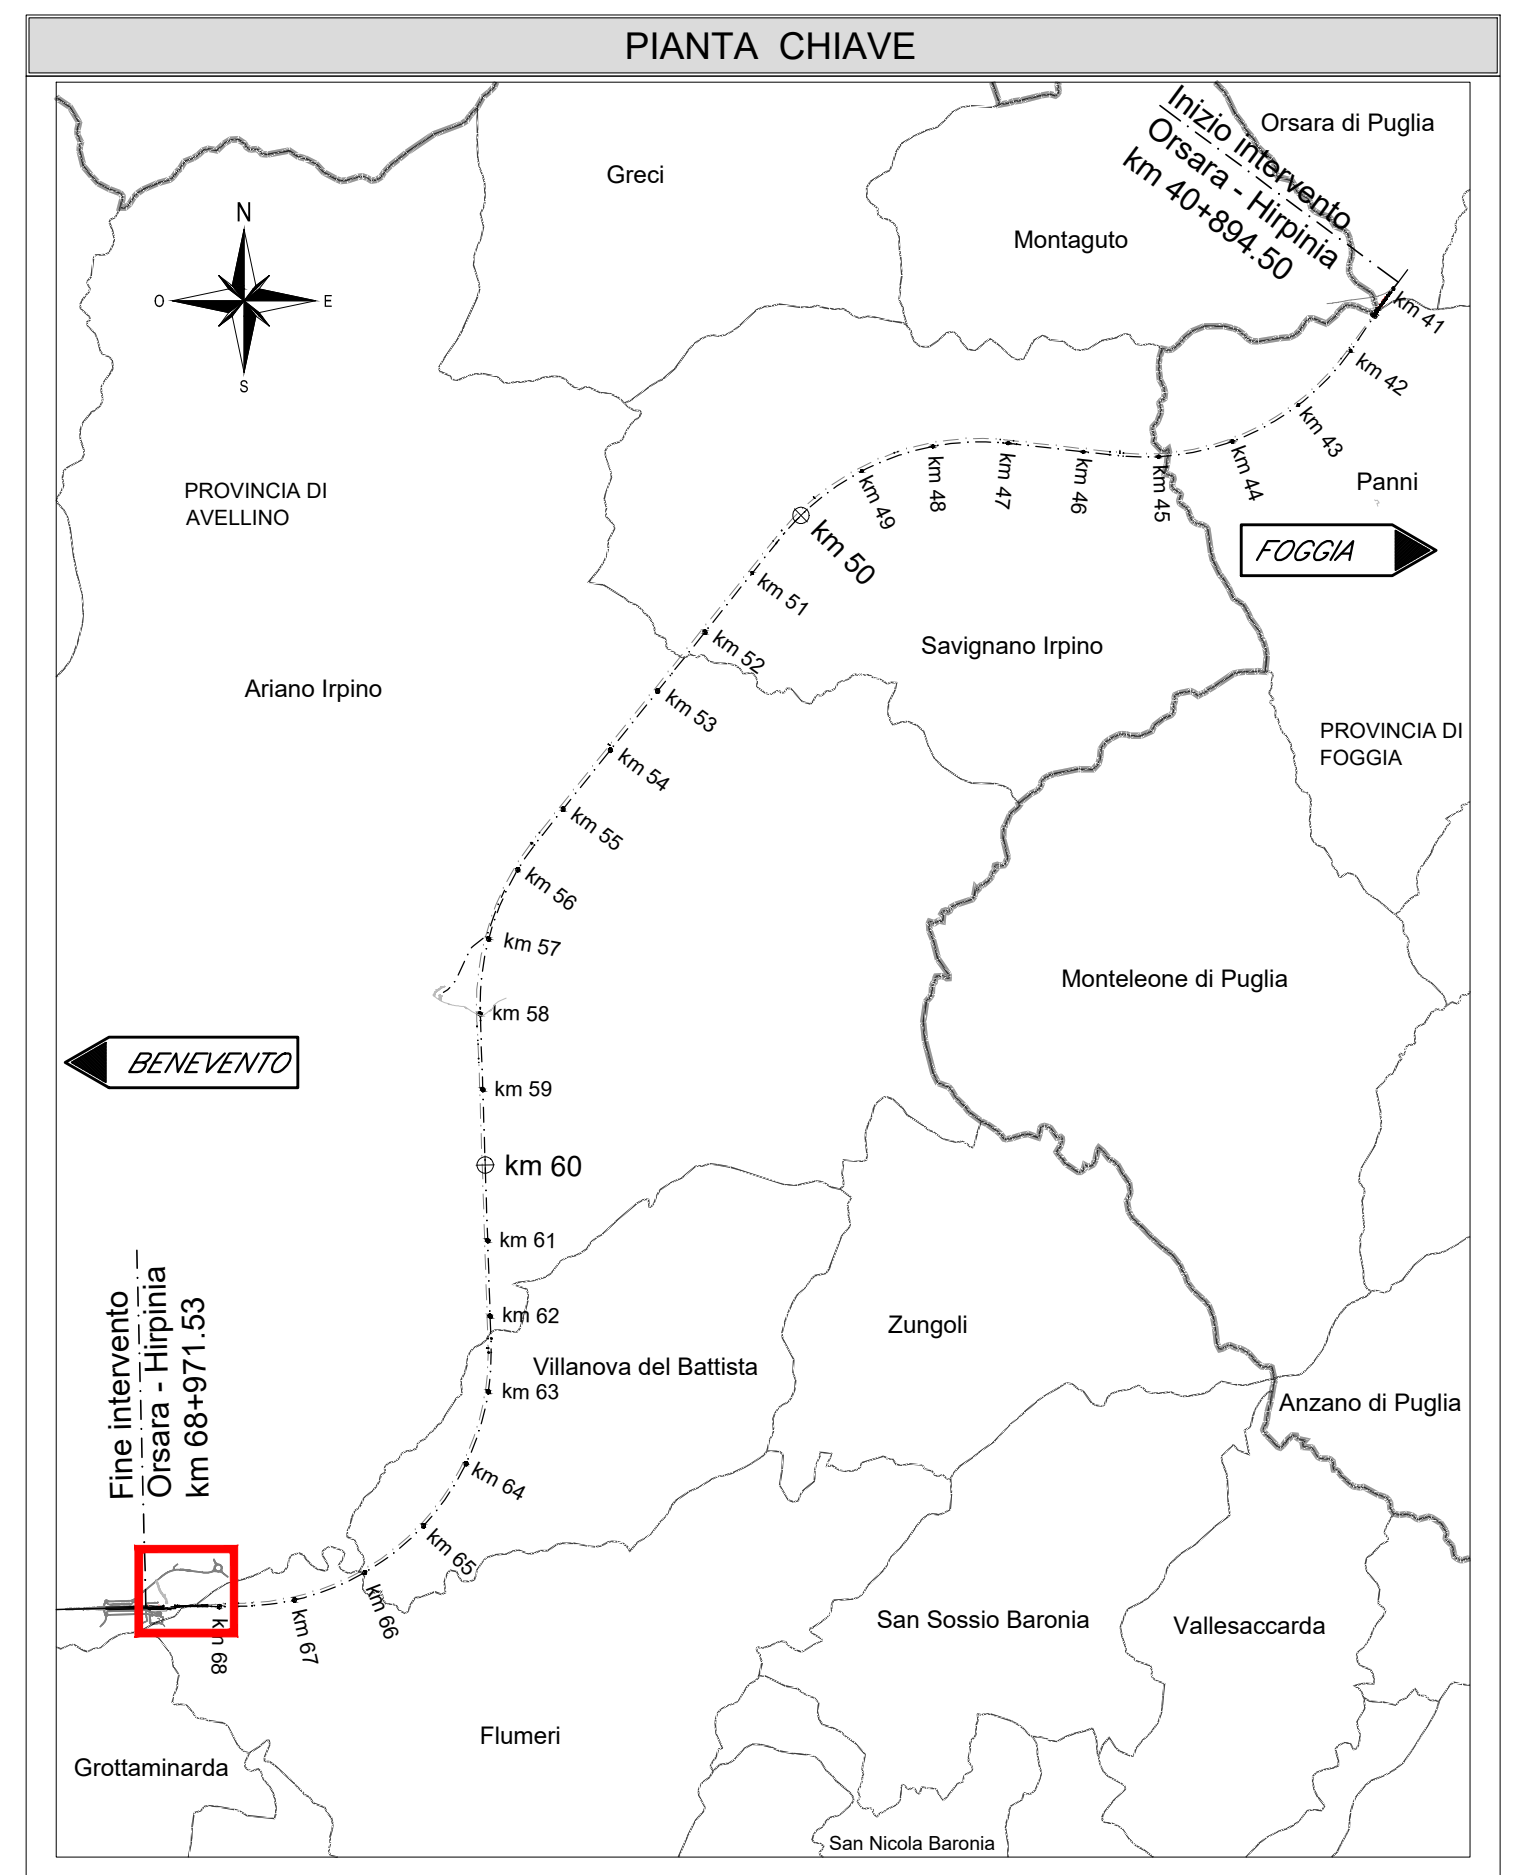 PIANTA CHIAVE
Orsara di Puglia
Inizio intervento
Orsara - Hirpinia
km 40+894.50
Greci
Montaguto
N
O
E
S
km 41
km 42
km 43
km 44
km 45
km 46
km 47
km 48
km 49
km 50
km 51
km 52
km 53
km 54
km 55
km 56
km 57
km 58
km 59
km 60
km 61
km 62
km 63
km 64
km 65
km 66
km 67
km 68
Panni
FOGGIA
PROVINCIA DI
AVELLINO
Savignano Irpino
Ariano Irpino
PROVINCIA DI
FOGGIA
Monteleone di Puglia
BENEVENTO
Zungoli
Villanova del Battista
Anzano di Puglia
Fine intervento
Orsara - Hirpinia
km 68+971.53
San Sossio Baronia
Vallesaccarda
Flumeri
Grottaminarda
San Nicola Baronia